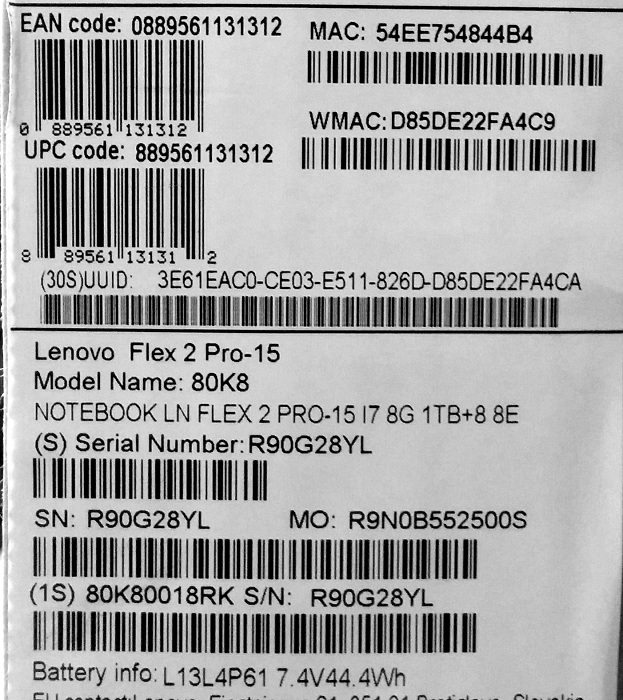 EAN code: 0889561131312
MAC: 54EE754844B4
0 889561 131312
WMAC: D85DE22FA4C9
UPC code: 889561131312
8 89561 13131 2
(30S)UUID: 3E61EAC0-CE03-E511-826D-D85DE22FA4CA
Lenovo Flex 2 Pro-15
Model Name: 80K8
NOTEBOOK LN FLEX 2 PRO-15 I7 8G 1TB+8 8E
(S) Serial Number: R90G28YL
SN: R90G28YL MO: R9N0B552500S
(1S) 80K80018RK S/N: R90G28YL
Battery info: L13L4P61 7.4V44.4Wh